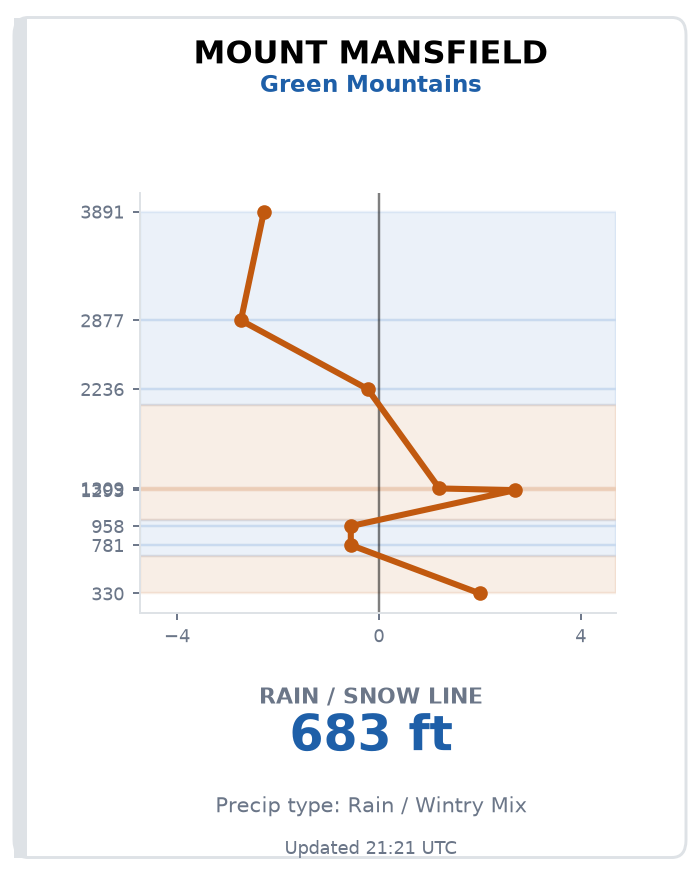 MOUNT MANSFIELD
Green Mountains
3891
2877
2236
958
781
330
−4 0 4
RAIN / SNOW LINE
683 ft
Precip type: Rain / Wintry Mix
Updated 21:21 UTC